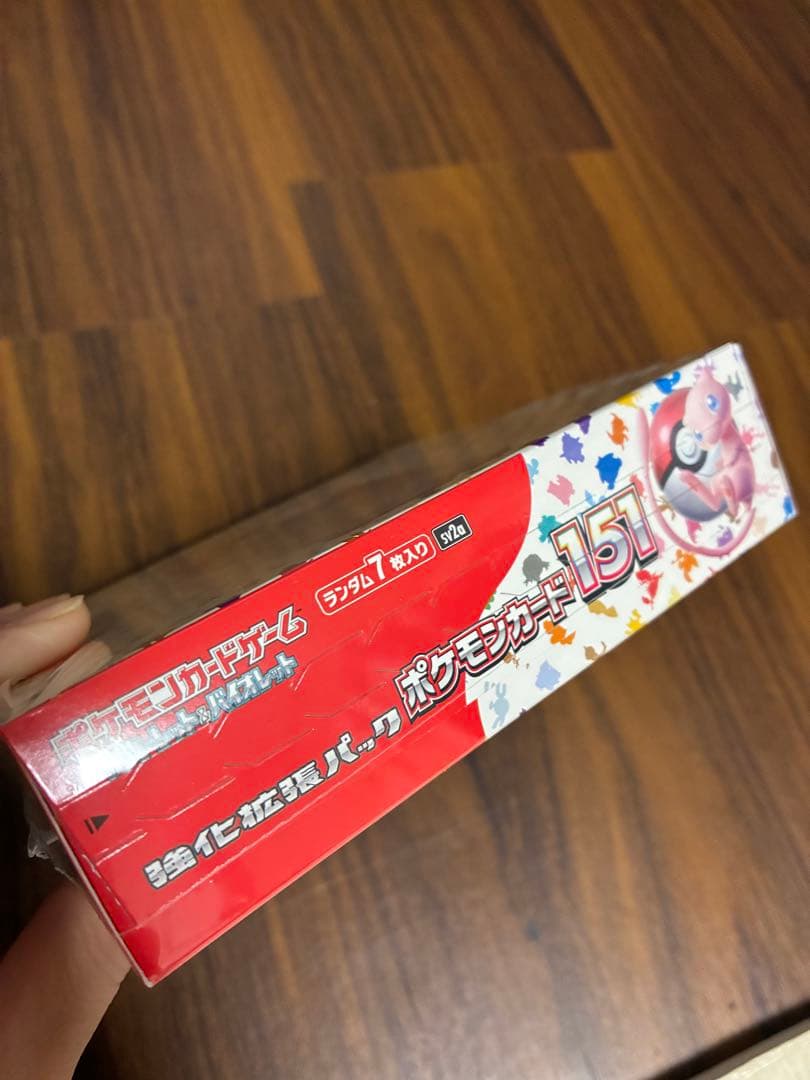 ポケモンカードゲーム
スカーレット&バイオレット
ランダム7枚入り
sv2a
強化拡張パック
ポケモンカード151